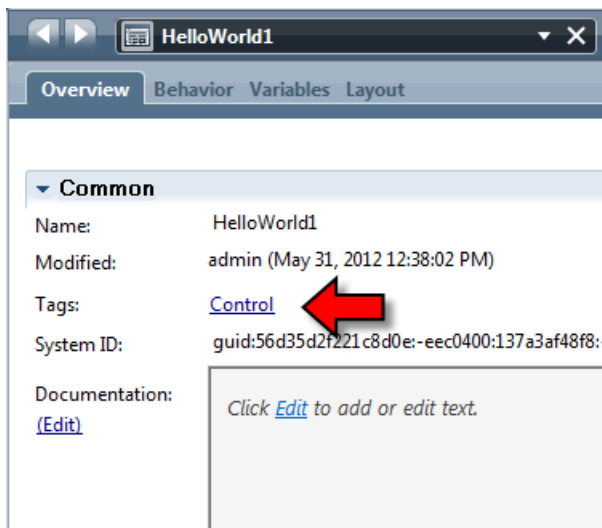 HelloWorld1
Overview Behavior Variables Layout
Common
Name: HelloWorld1
Modified: admin (May 31, 2012 12:38:02 PM)
Tags: Control
System ID: guid:56d35d2f221c8d0e:-eec0400:137a3af48f8:-
Documentation:
(Edit)
Click Edit to add or edit text.